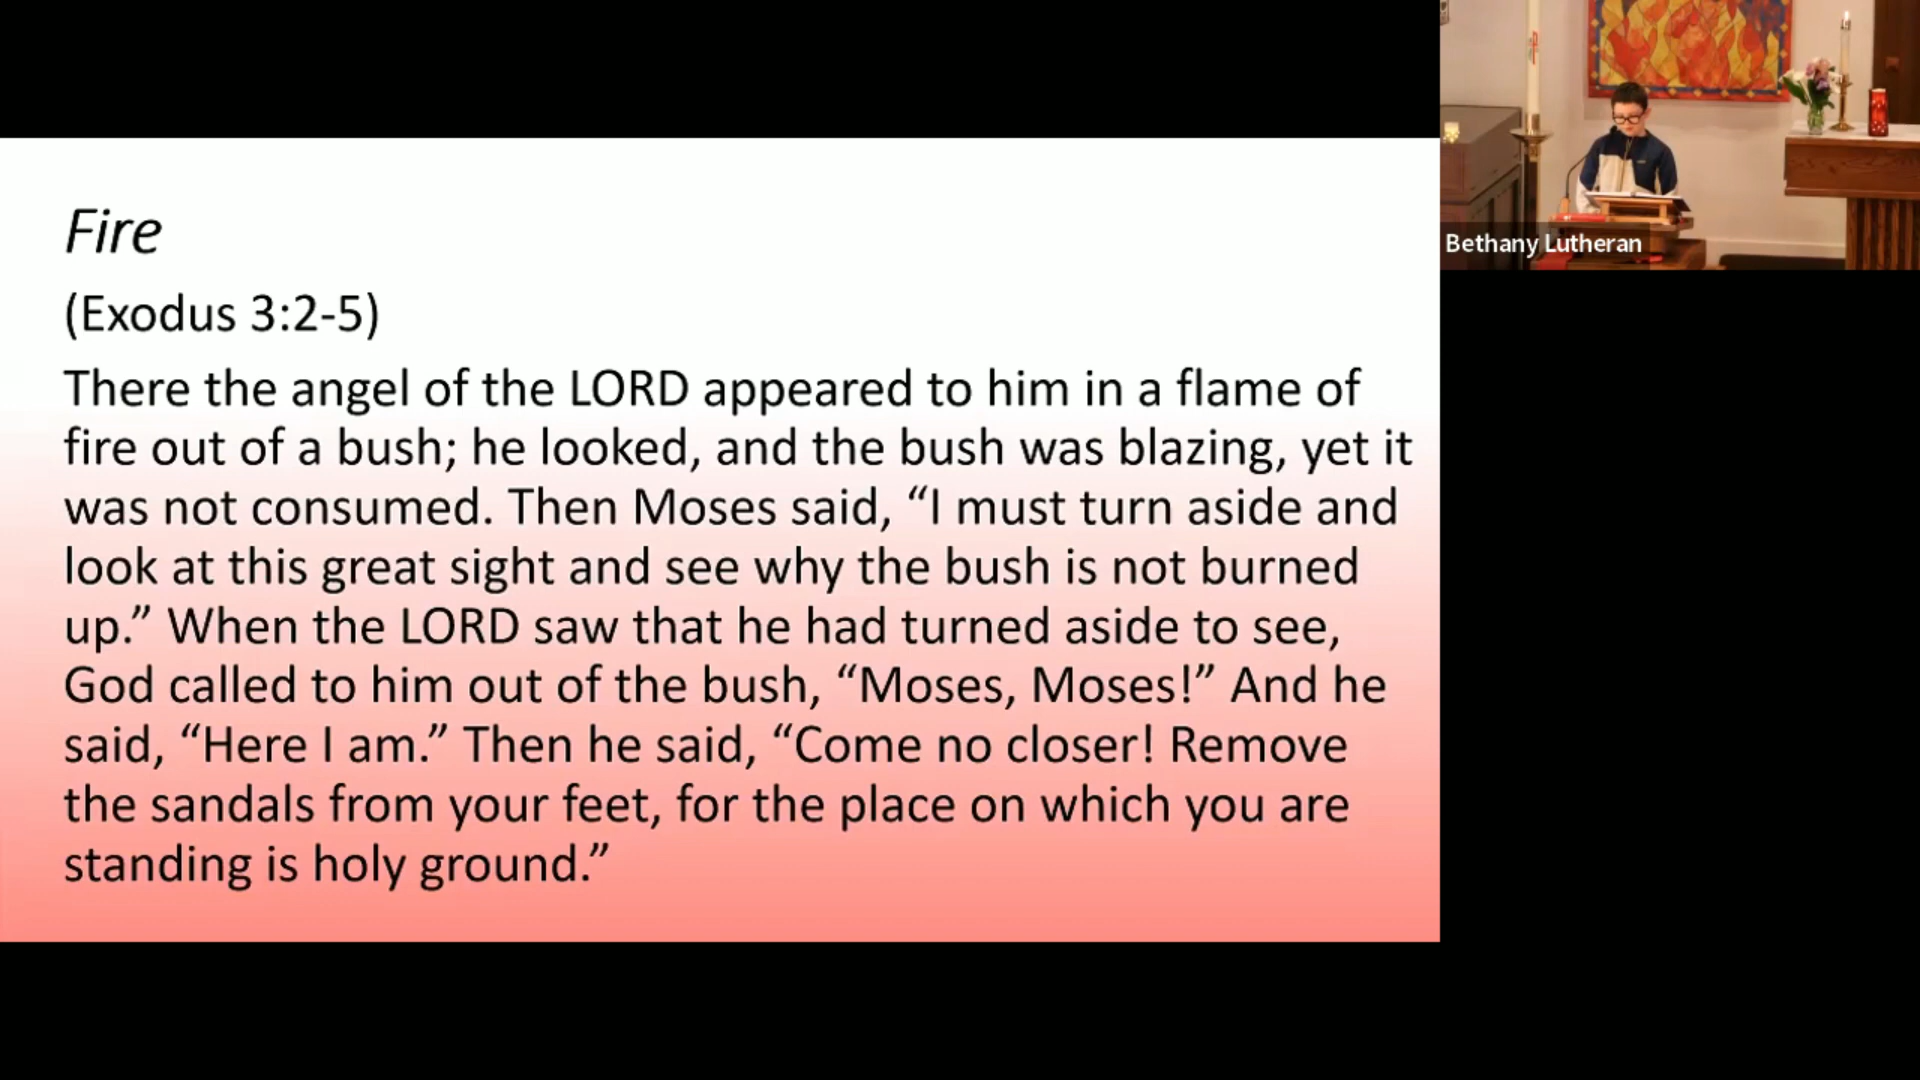 Fire
(Exodus 3:2-5)
There the angel of the LORD appeared to him in a flame of
fire out of a bush; he looked, and the bush was blazing, yet it
was not consumed. Then Moses said, “I must turn aside and
look at this great sight and see why the bush is not burned
up.” When the LORD saw that he had turned aside to see,
God called to him out of the bush, “Moses, Moses!” And he
said, “Here I am.” Then he said, “Come no closer! Remove
the sandals from your feet, for the place on which you are
standing is holy ground.”
Bethany Lutheran